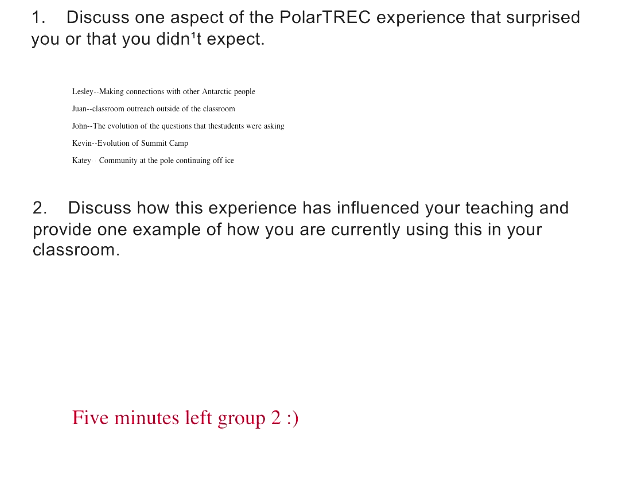 1. Discuss one aspect of the PolarTREC experience that surprised
you or that you didn¹t expect.
Lesley--Making connections with other Antarctic people
Juan--classroom outreach outside of the classroom
John--The evolution of the questions that thestudents were asking
Kevin--Evolution of Summit Camp
Katey Community at the pole continuing off ice
2. Discuss how this experience has influenced your teaching and
provide one example of how you are currently using this in your
classroom.
Five minutes left group 2 :)